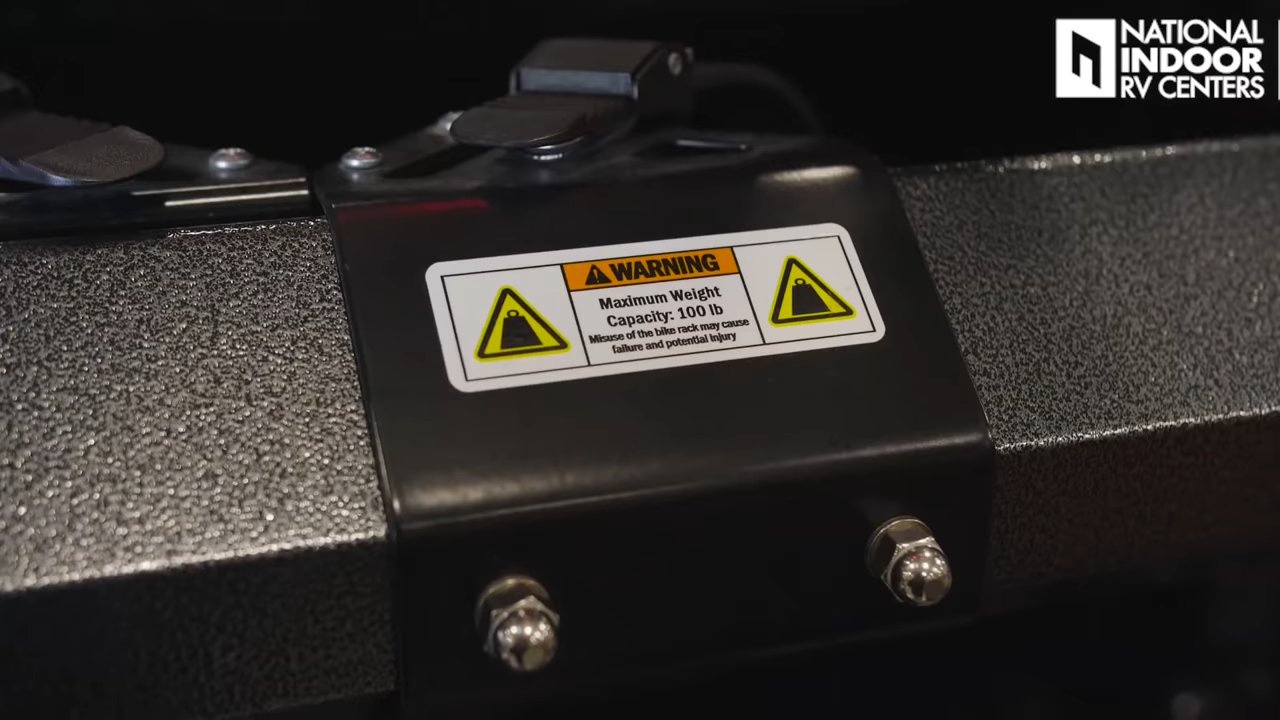 NATIONAL
INDOOR
RV CENTERS
WARNING
Maximum Weight
Capacity: 100 lb
Misuse of the bike rack may cause
failure and potential injury